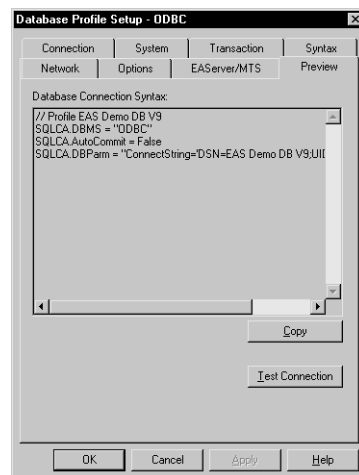 Database Profile Setup - ODBC
Connection System Transaction Syntax
Network Options EAServer/MTS Preview
Database Connection Syntax:
// Profile EAS Demo DB V9
SQLCA.DBMS = "ODBC"
SQLCA.AutoCommit = False
SQLCA.DBParm = "ConnectString='DSN=EAS Demo DB V9;UID
Copy
Test Connection
OK Cancel Apply Help